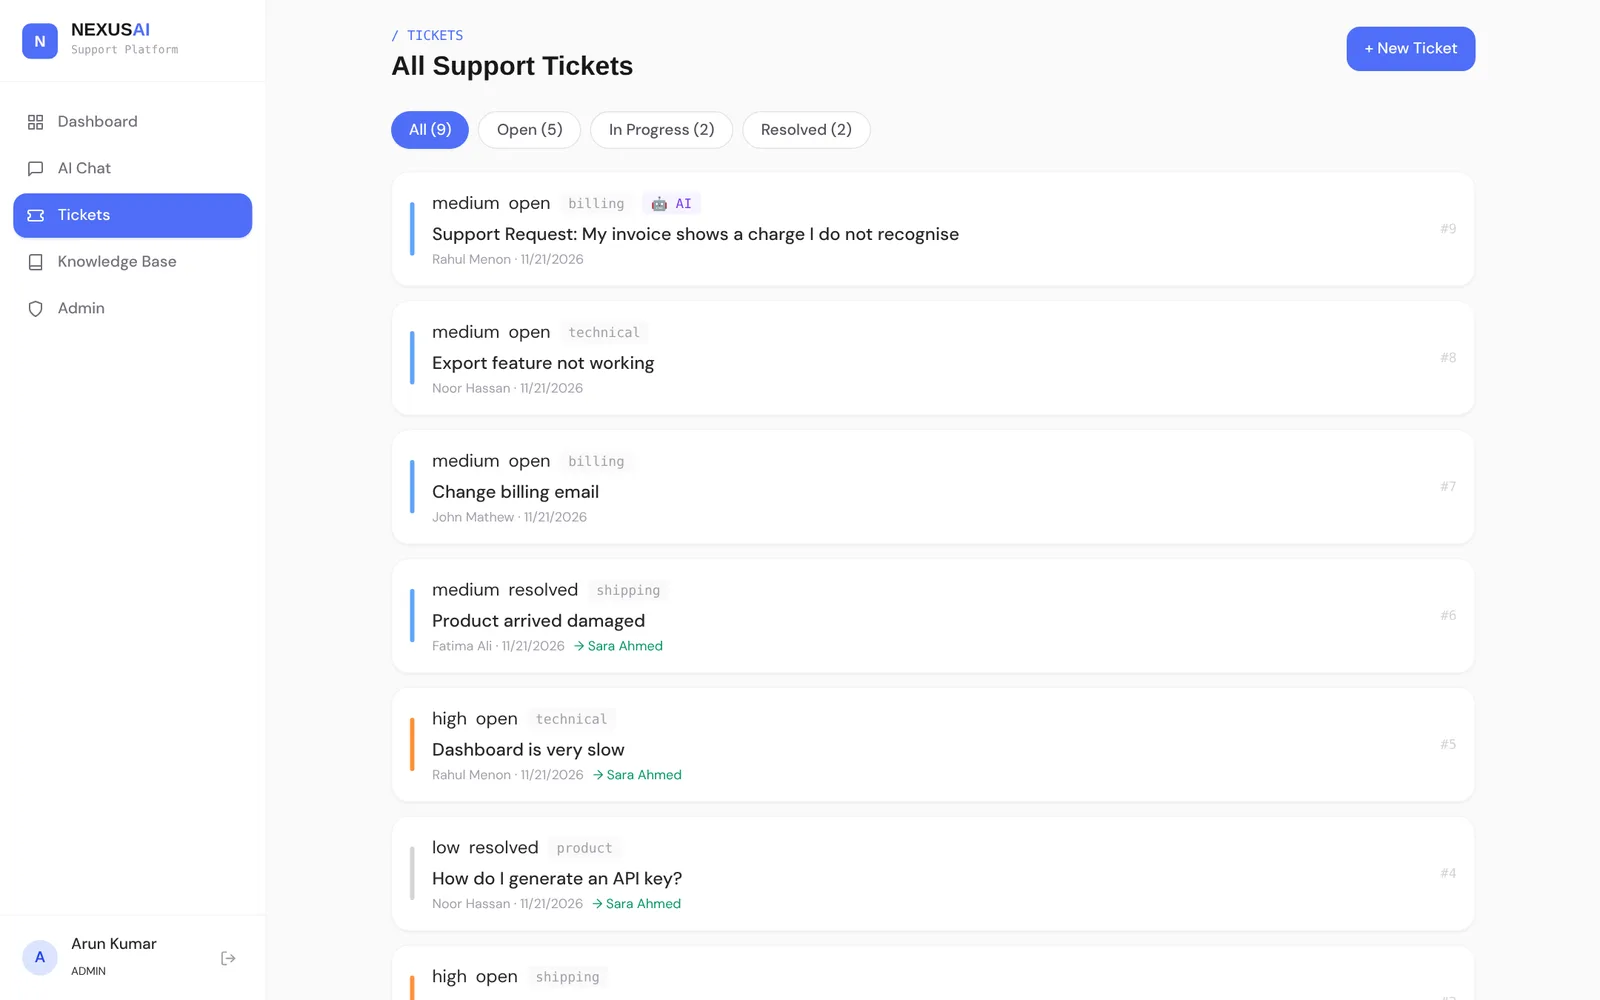 N
NEXUSAI
Support Platform
Dashboard
AI Chat
Tickets
Knowledge Base
Admin
A
Arun Kumar
ADMIN
/ TICKETS
All Support Tickets
+ New Ticket
All (9)
Open (5)
In Progress (2)
Resolved (2)
medium open billing 🤖 AI
Support Request: My invoice shows a charge I do not recognise
Rahul Menon · 11/21/2026
#9
medium open technical
Export feature not working
Noor Hassan · 11/21/2026
#8
medium open billing
Change billing email
John Mathew · 11/21/2026
#7
medium resolved shipping
Product arrived damaged
Fatima Ali · 11/21/2026 → Sara Ahmed
#6
high open technical
Dashboard is very slow
Rahul Menon · 11/21/2026 → Sara Ahmed
#5
low resolved product
How do I generate an API key?
Noor Hassan · 11/21/2026 → Sara Ahmed
#4
high open shipping